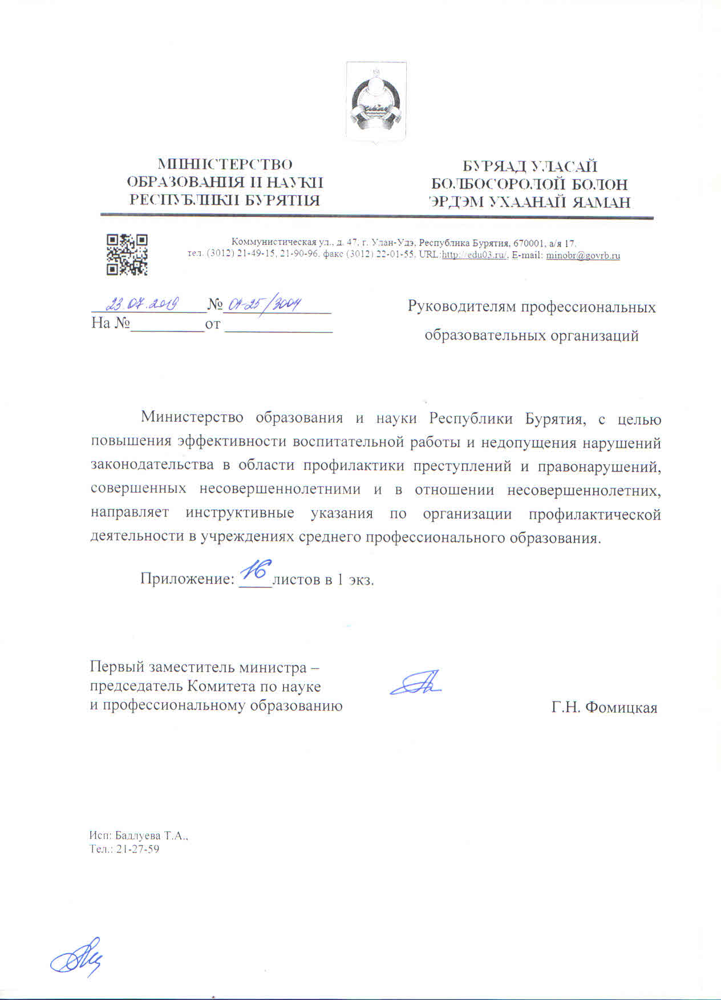 МИНИСТЕРСТВО
ОБРАЗОВАНИЯ И НАУКИ
РЕСПУБЛИКИ БУРЯТИЯ
БУРЯАД УЛАСАЙ
БОЛБОСОРОЛОЙ БОЛОН
ЭРДЭМ УХААНАЙ ЯАМАН
Коммунистическая ул., д. 47, г. Улан-Удэ, Республика Бурятия, 670001, а/я 17,
тел. (3012) 21-49-15, 21-90-96, факс (3012) 22-01-55, URL:http://edu03.ru/, E-mail: minobr@govrb.ru
23.07.2019 № 01-25/3004
На № от
Руководителям профессиональных
образовательных организаций
Министерство образования и науки Республики Бурятия, с целью
повышения эффективности воспитательной работы и недопущения нарушений
законодательства в области профилактики преступлений и правонарушений,
совершенных несовершеннолетними и в отношении несовершеннолетних,
направляет инструктивные указания по организации профилактической
деятельности в учреждениях среднего профессионального образования.
Приложение: 16 листов в 1 экз.
Первый заместитель министра –
председатель Комитета по науке
и профессиональному образованию
Г.Н. Фомицкая
Исп: Бадлуева Т.А.,
Тел.: 21-27-59